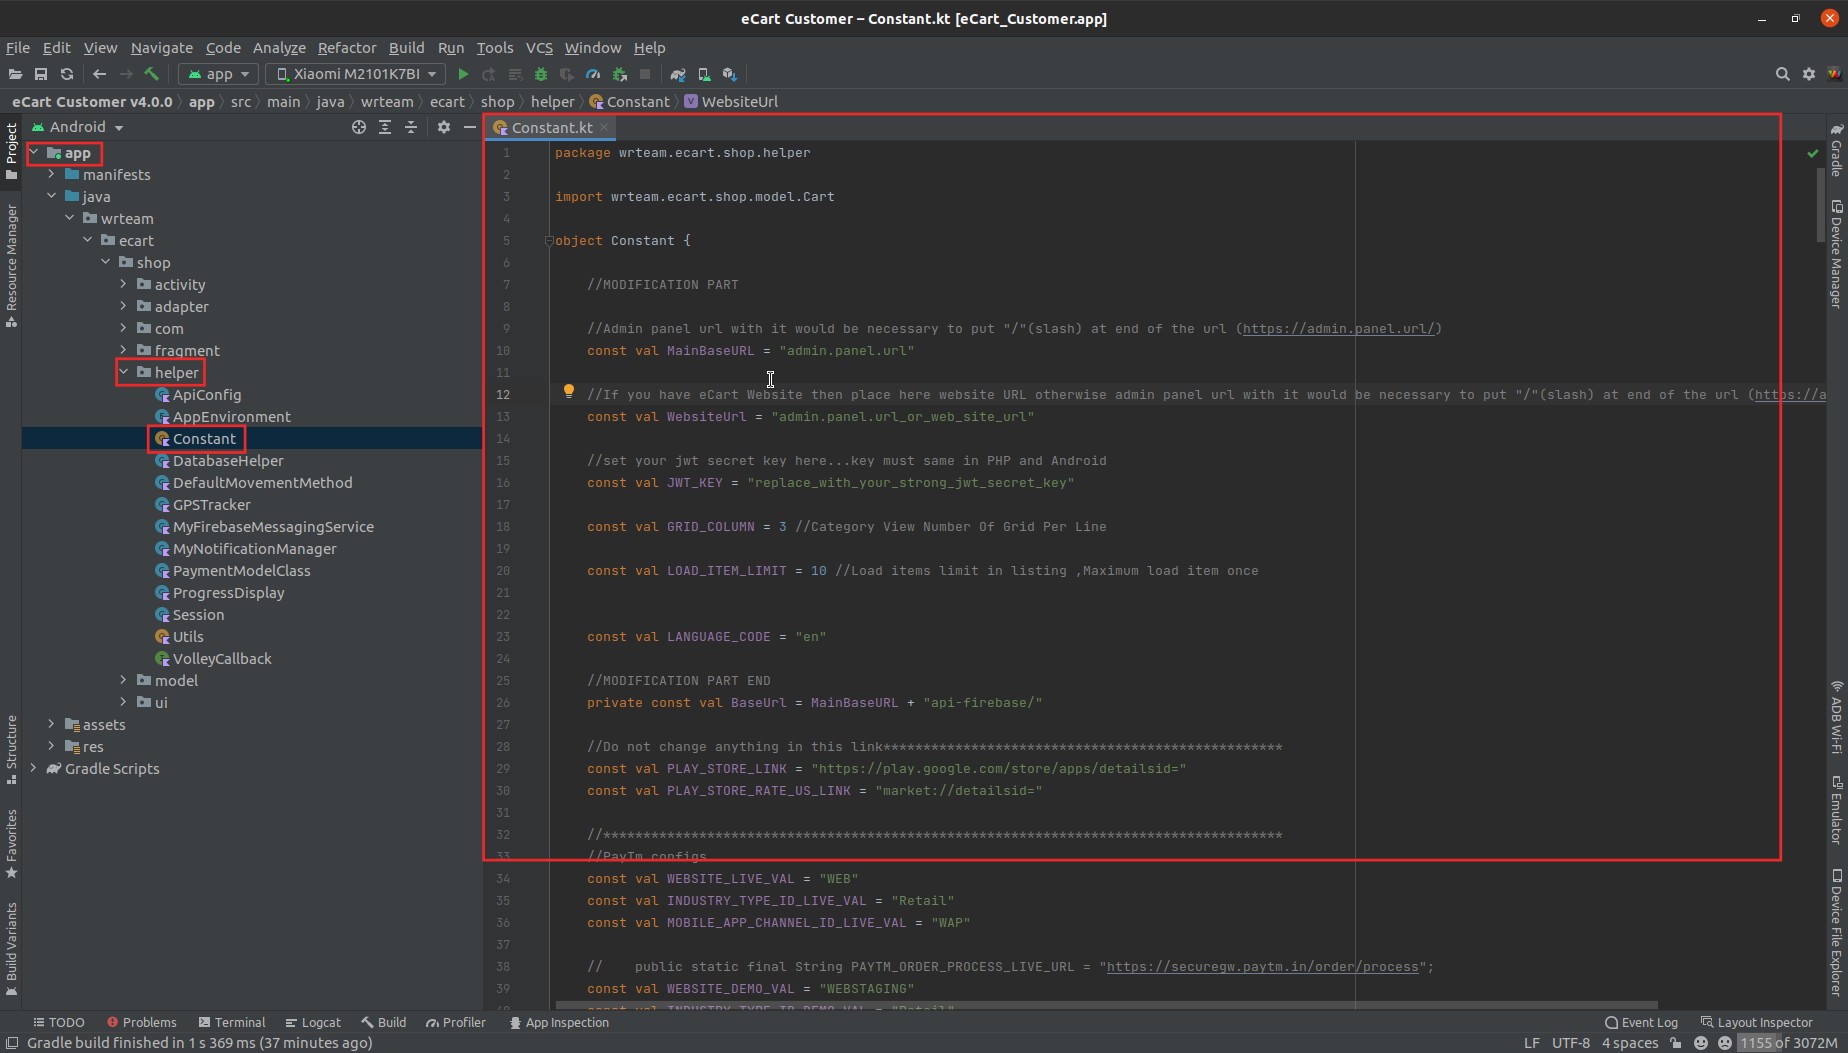 eCart Customer – Constant.kt [eCart_Customer.app]
File Edit View Navigate Code Analyze Refactor Build Run Tools VCS Window Help
app Xiaomi M2101K7BI
eCart Customer v4.0.0 app src main java wrteam ecart shop helper Constant WebsiteUrl
Project
Resource Manager
Structure
Favorites
Build Variants
Android
app
manifests
java
wrteam
ecart
shop
activity
adapter
com
fragment
helper
ApiConfig
AppEnvironment
Constant
DatabaseHelper
DefaultMovementMethod
GPSTracker
MyFirebaseMessagingService
MyNotificationManager
PaymentModelClass
ProgressDisplay
Session
Utils
VolleyCallback
model
ui
assets
res
Gradle Scripts
Constant.kt
1 package wrteam.ecart.shop.helper
2
3 import wrteam.ecart.shop.model.Cart
4
5 object Constant {
6
7 //MODIFICATION PART
8
9 //Admin panel url with it would be necessary to put "/"(slash) at end of the url (https://admin.panel.url/)
10 const val MainBaseURL = "admin.panel.url"
11
12 //If you have eCart Website then place here website URL otherwise admin panel url with it would be necessary to put "/"(slash) at end of the url (https://a
13 const val WebsiteUrl = "admin.panel.url_or_web_site_url"
14
15 //set your jwt secret key here...key must same in PHP and Android
16 const val JWT_KEY = "replace_with_your_strong_jwt_secret_key"
17
18 const val GRID_COLUMN = 3 //Category View Number Of Grid Per Line
19
20 const val LOAD_ITEM_LIMIT = 10 //Load items limit in listing ,Maximum load item once
21
22
23 const val LANGUAGE_CODE = "en"
24
25 //MODIFICATION PART END
26 private const val BaseUrl = MainBaseURL + "api-firebase/"
27
28 //Do not change anything in this link**************************************************
29 const val PLAY_STORE_LINK = "https://play.google.com/store/apps/detailsid="
30 const val PLAY_STORE_RATE_US_LINK = "market://detailsid="
31
32 //*************************************************************************************
33 //PayTm configs
34 const val WEBSITE_LIVE_VAL = "WEB"
35 const val INDUSTRY_TYPE_ID_LIVE_VAL = "Retail"
36 const val MOBILE_APP_CHANNEL_ID_LIVE_VAL = "WAP"
37
38 // public static final String PAYTM_ORDER_PROCESS_LIVE_URL = "https://securegw.paytm.in/order/process";
39 const val WEBSITE_DEMO_VAL = "WEBSTAGING"
40 const val INDUSTRY_TYPE_ID_DEMO_VAL = "Retail"
Gradle
Device Manager
ADB Wi-Fi
Emulator
Device File Explorer
TODO Problems Terminal Logcat Build Profiler App Inspection Event Log Layout Inspector
Gradle build finished in 1 s 369 ms (37 minutes ago) LF UTF-8 4 spaces 1155 of 3072M